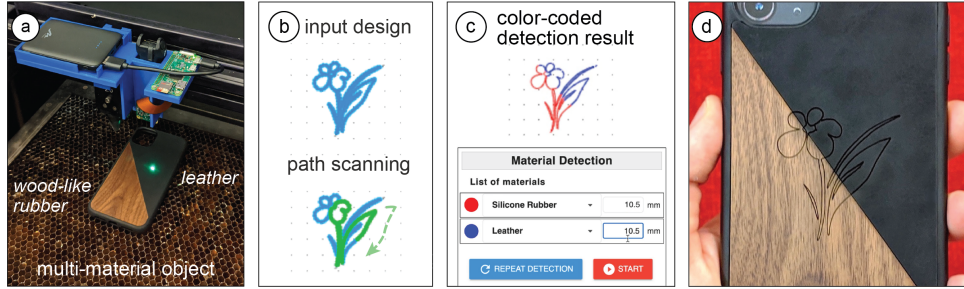 a
wood-like
rubber
leather
multi-material object
b
input design
path scanning
c
color-coded
detection result
Material Detection
List of materials
Silicone Rubber
10.5 mm
Leather
10.5 mm
REPEAT DETECTION
START
d